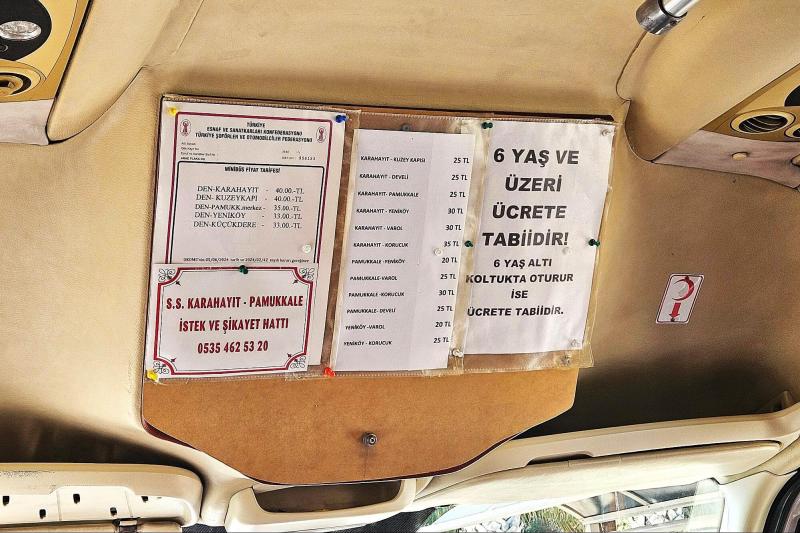 TÜRKİYE
ESNAF VE SANATKARLARI KONFEDERASYONU
TÜRKİYE ŞOFÖRLER VE OTOMOBİLCİLER FEDERASYONU
MİNİBÜS FİYAT TARİFESİ
DEN-KARAHAYIT - 40.00.-TL
DEN- KUZEYKAPI - 40.00.-TL
DEN-PAMUKK.merkez - 35.00.-TL
DEN-YENİKÖY - 33.00.-TL
DEN-KÜÇÜKDERE - 33.00.-TL
S.S. KARAHAYIT - PAMUKKALE
İSTEK VE ŞİKAYET HATTI
0535 462 53 20
KARAHAYIT - KUZEY KAPISI 25 TL
KARAHAYIT - DEVELİ 25 TL
KARAHAYIT- PAMUKKALE 25 TL
KARAHAYIT - YENİKÖY 30 TL
KARAHAYIT - VAROL 30 TL
KARAHAYIT - KORUCUK 35 TL
PAMUKKALE -YENİKÖY 20 TL
PAMUKKALE-VAROL 25 TL
PAMUKKALE -KORUCUK 30 TL
PAMUKKALE- DEVELİ 25 TL
YENİKÖY -VAROL 20 TL
YENİKÖY - KORUCUK 25 TL
6 YAŞ VE
ÜZERİ
ÜCRETE
TABİİDİR!
6 YAŞ ALTI
KOLTUKTA OTURUR
İSE
ÜCRETE TABİİDİR.